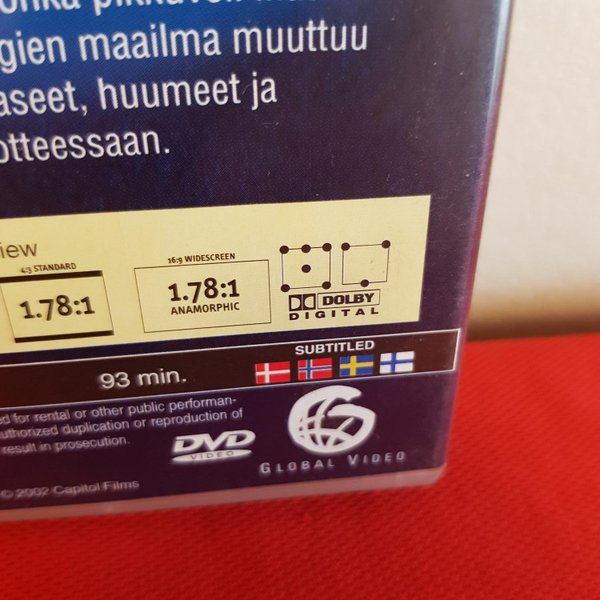 gien maailma muuttuu
aseet, huumeet ja
otteessaan.
iew
4:3 STANDARD
1.78:1
16:9 WIDESCREEN
1.78:1
ANAMORPHIC
DOLBY
DIGITAL
SUBTITLED
93 min.
ed for rental or other public performan-
uthorized duplication or reproduction of
result in prosecution.
DVD
VIDEO
GLOBAL VIDEO
© 2002 Capitol Films